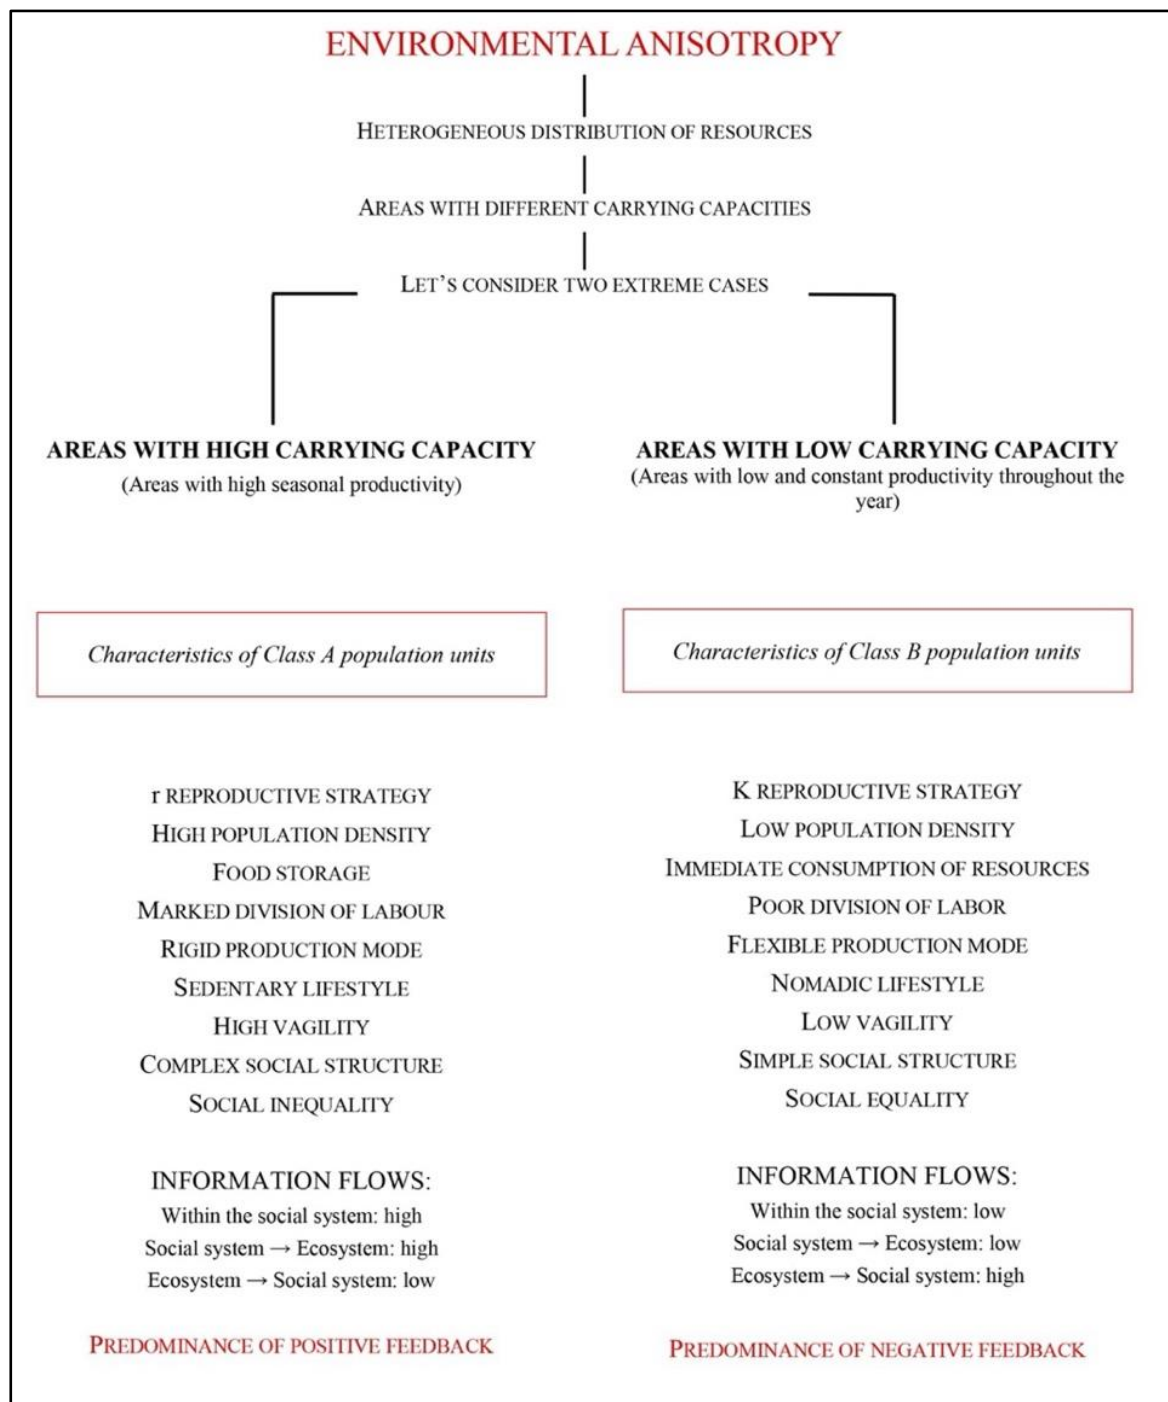 ENVIRONMENTAL ANISOTROPY
HETEROGENEOUS DISTRIBUTION OF RESOURCES
AREAS WITH DIFFERENT CARRYING CAPACITIES
LET'S CONSIDER TWO EXTREME CASES
AREAS WITH HIGH CARRYING CAPACITY
(Areas with high seasonal productivity)
Characteristics of Class A population units
r REPRODUCTIVE STRATEGY
HIGH POPULATION DENSITY
FOOD STORAGE
MARKED DIVISION OF LABOUR
RIGID PRODUCTION MODE
SEDENTARY LIFESTYLE
HIGH VAGILITY
COMPLEX SOCIAL STRUCTURE
SOCIAL INEQUALITY
INFORMATION FLOWS:
Within the social system: high
Social system → Ecosystem: high
Ecosystem → Social system: low
PREDOMINANCE OF POSITIVE FEEDBACK
AREAS WITH LOW CARRYING CAPACITY
(Areas with low and constant productivity throughout the
year)
Characteristics of Class B population units
K REPRODUCTIVE STRATEGY
LOW POPULATION DENSITY
IMMEDIATE CONSUMPTION OF RESOURCES
POOR DIVISION OF LABOR
FLEXIBLE PRODUCTION MODE
NOMADIC LIFESTYLE
LOW VAGILITY
SIMPLE SOCIAL STRUCTURE
SOCIAL EQUALITY
INFORMATION FLOWS:
Within the social system: low
Social system → Ecosystem: low
Ecosystem → Social system: high
PREDOMINANCE OF NEGATIVE FEEDBACK